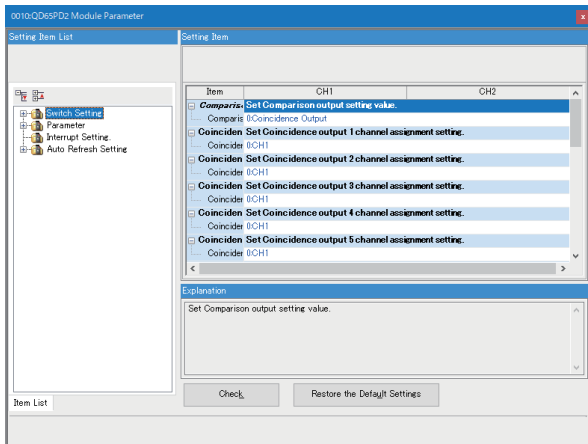 0010:QD65PD2 Module Parameter
Setting Item List
Setting Item
Switch Setting
Parameter
Interrupt Setting
Auto Refresh Setting
Item CH1 CH2
Comparis Set Comparison output setting value.
Comparis 0:Coincidence Output
Coinciden Set Coincidence output 1 channel assignment setting.
Coincider 0:CH1
Coinciden Set Coincidence output 2 channel assignment setting.
Coincider 0:CH1
Coinciden Set Coincidence output 3 channel assignment setting.
Coincider 0:CH1
Coinciden Set Coincidence output 4 channel assignment setting.
Coincider 0:CH1
Coinciden Set Coincidence output 5 channel assignment setting.
Coincider 0:CH1
Explanation
Set Comparison output setting value.
Check
Restore the Default Settings
Item List